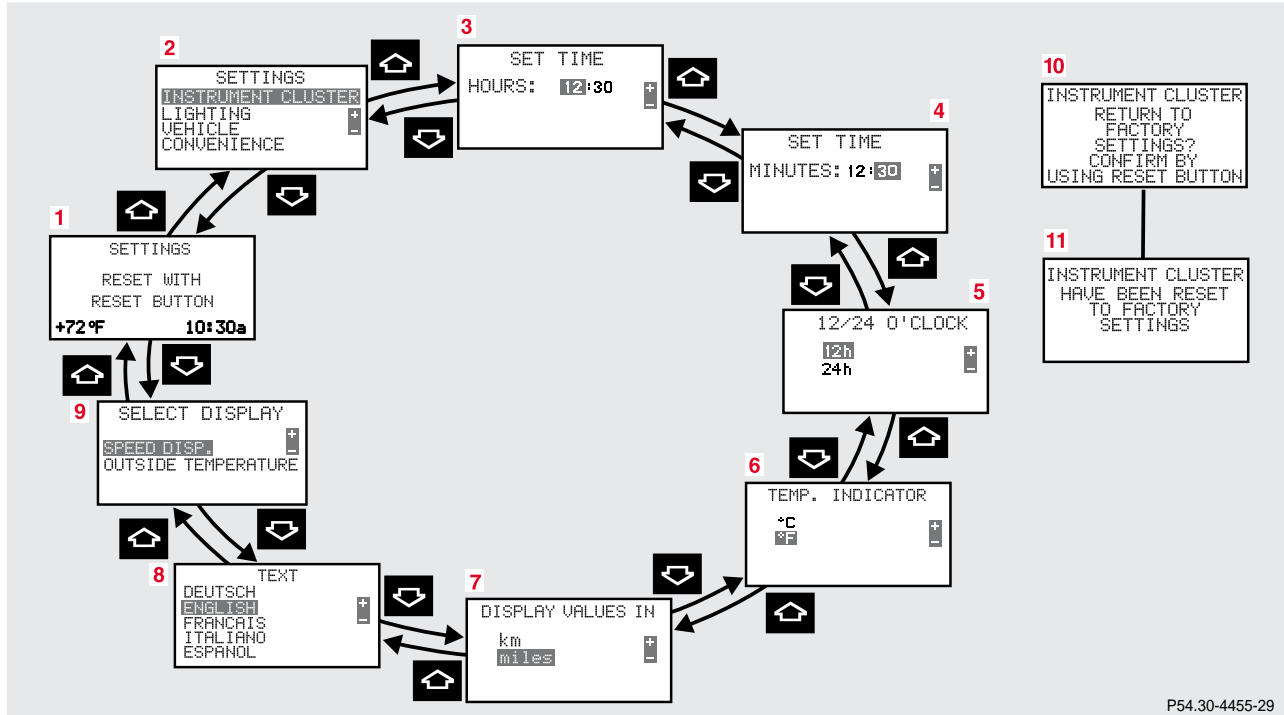 1
SETTINGS
RESET WITH
RESET BUTTON
+72°F 10:30a
2
SETTINGS
INSTRUMENT CLUSTER
LIGHTING
VEHICLE
CONVENIENCE
+
−
3
SET TIME
HOURS: 12:30
+
−
4
SET TIME
MINUTES: 12:30
+
−
5
12/24 O'CLOCK
12h
24h
+
−
6
TEMP. INDICATOR
°C
°F
+
−
7
DISPLAY VALUES IN
km
miles
+
−
8
TEXT
DEUTSCH
ENGLISH
FRANCAIS
ITALIANO
ESPANOL
+
−
9
SELECT DISPLAY
SPEED DISP.
OUTSIDE TEMPERATURE
+
−
10
INSTRUMENT CLUSTER
RETURN TO
FACTORY
SETTINGS?
CONFIRM BY
USING RESET BUTTON
11
INSTRUMENT CLUSTER
HAVE BEEN RESET
TO FACTORY
SETTINGS
P54.30-4455-29